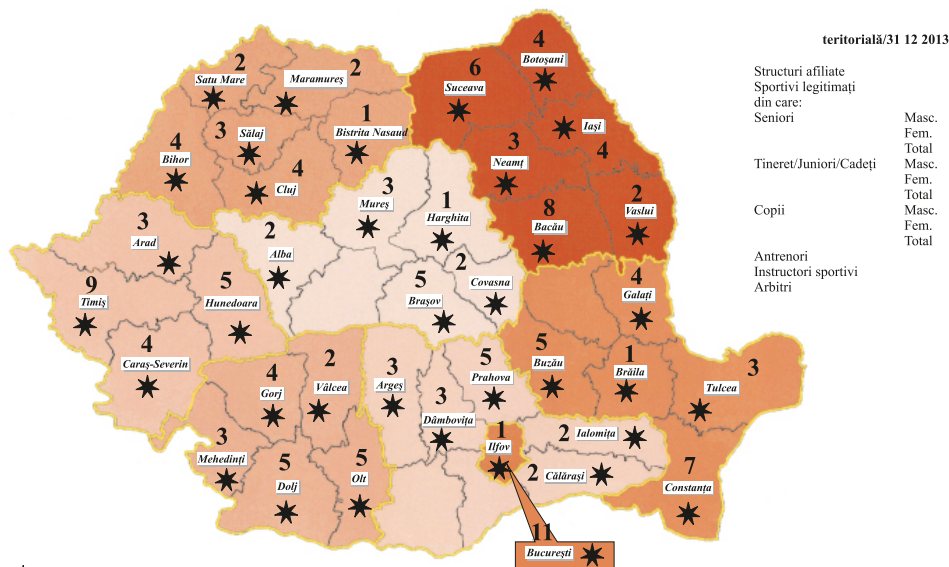 teritorială/31 12 2013
Structuri afiliate
Sportivi legitimați
din care:
Seniori Masc.
Fem.
Total
Tineret/Juniori/Cadeți Masc.
Fem.
Total
Copii Masc.
Fem.
Total
Antrenori
Instructori sportivi
Arbitri
4
Botoșani
6
Suceava
2
Satu Mare
2
Maramureș
1
Bistrita Nasaud
3
Sălaj
Iași
4
4
Bihor
4
Cluj
3
Neamț
3
Mureș
1
Harghita
8
Bacău
2
Vaslui
3
Arad
2
Alba
2
Covasna
9
Timiș
5
Hunedoara
5
Brașov
4
Galați
4
Caraș-Severin
4
Gorj
2
Vâlcea
3
Argeș
5
Prahova
5
Buzău
1
Brăila
3
Tulcea
3
Dâmbovița
3
Mehedinți
5
Dolj
5
Olt
1
Ilfov
2 Ialomița
2 Călărași
7
Constanța
11
București